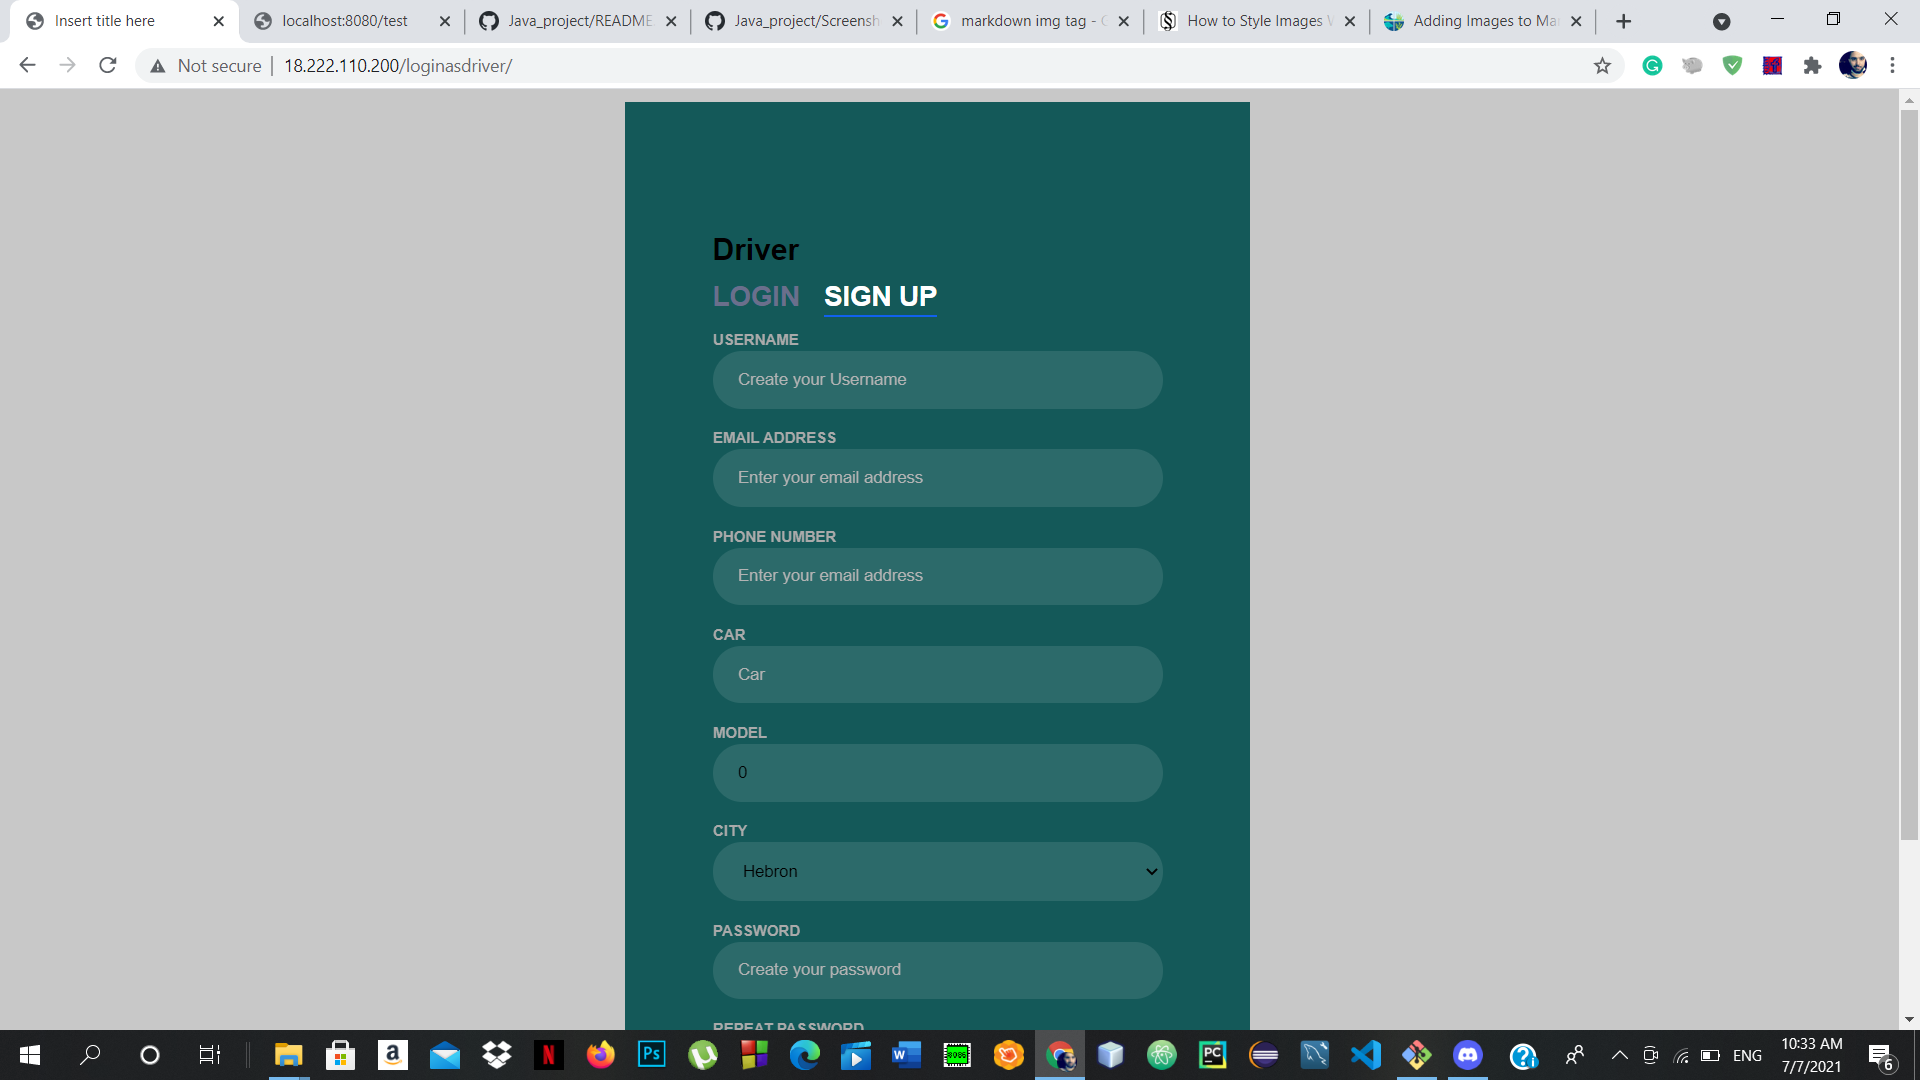 Insert title here
localhost:8080/test
Java_project/README
Java_project/Screensh
markdown img tag - G
How to Style Images W
Adding Images to Mar
Not secure | 18.222.110.200/loginasdriver/
Driver
LOGIN SIGN UP
USERNAME
Create your Username
EMAIL ADDRESS
Enter your email address
PHONE NUMBER
Enter your email address
CAR
Car
MODEL
0
CITY
Hebron
PASSWORD
Create your password
REPEAT PASSWORD
ENG
10:33 AM
7/7/2021
6